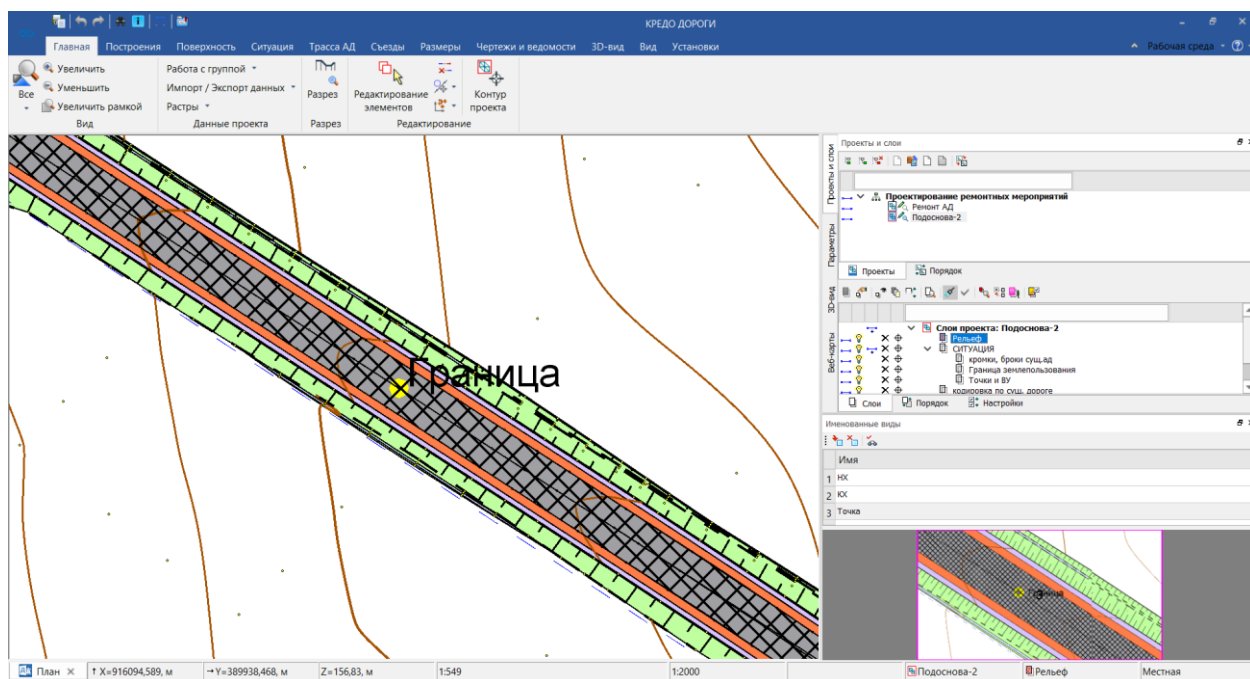 КРЕДО ДОРОГИ
Главная Построения Поверхность Ситуация Трасса АД Съезды Размеры Чертежи и ведомости 3D-вид Вид Установки Рабочая среда
Все
Увеличить
Уменьшить
Увеличить рамкой
Вид
Работа с группой
Импорт / Экспорт данных
Растры
Данные проекта
Разрез
Разрез
Редактирование
элементов
Контур
проекта
Редактирование
Граница
Проекты и слои
Параметры
3D-вид
Веб-карты
Проекты и слои
Проектирование ремонтных мероприятий
Ремонт АД
Подоснова-2
Проекты Порядок
Слои проекта: Подоснова-2
Рельеф
СИТУАЦИЯ
кромки, броки сущ.ад
Граница землепользования
Точки и ВУ
кодировка по сущ. дороге
Слои Порядок Настройки
Именованные виды
Имя
1 НХ
2 КХ
3 Точка
План X=916094,589, м Y=389938,468, м Z=156,83, м 1:549 1:2000 Подоснова-2 Рельеф Местная